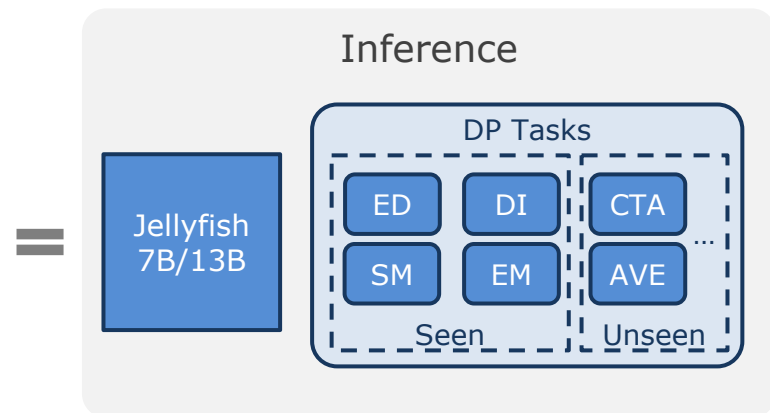 Inference
=
Jellyfish
7B/13B
DP Tasks
ED DI
SM EM
Seen
CTA
AVE
...
Unseen